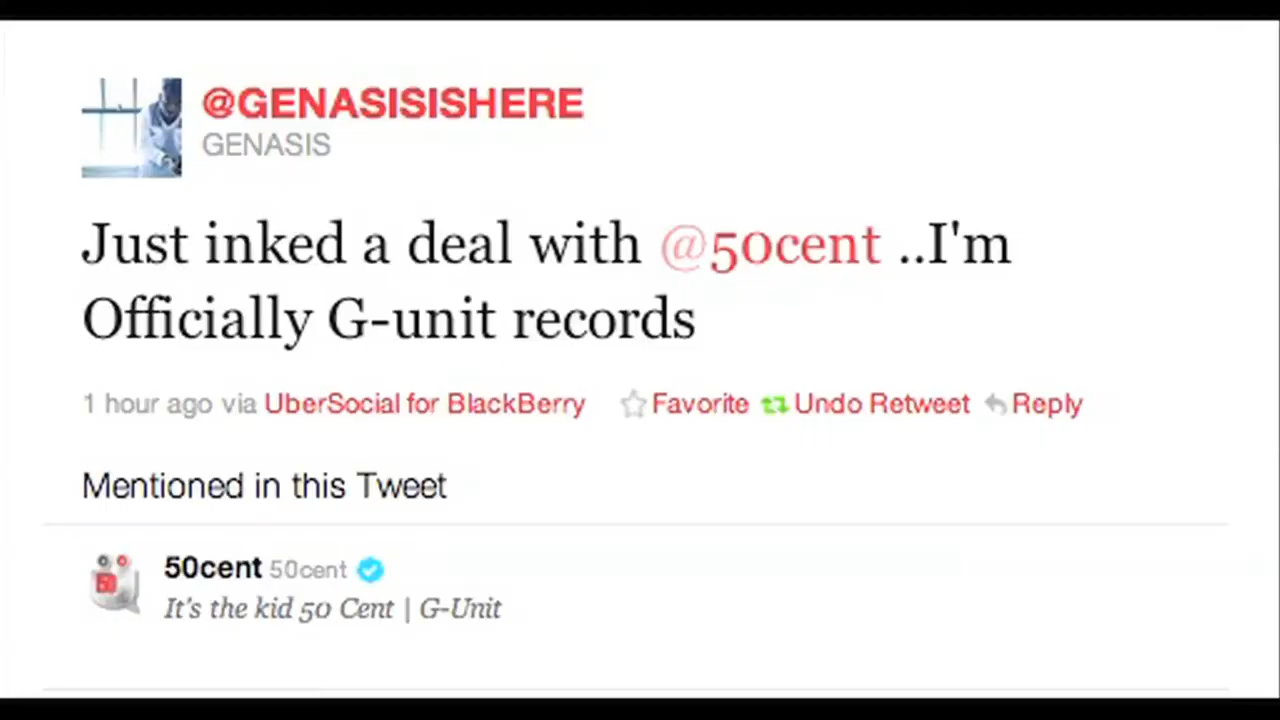 @GENASISISHERE
GENASIS
Just inked a deal with @50cent ..I'm
Officially G-unit records
1 hour ago via UberSocial for BlackBerry Favorite Undo Retweet Reply
Mentioned in this Tweet
50cent 50cent
It's the kid 50 Cent | G-Unit